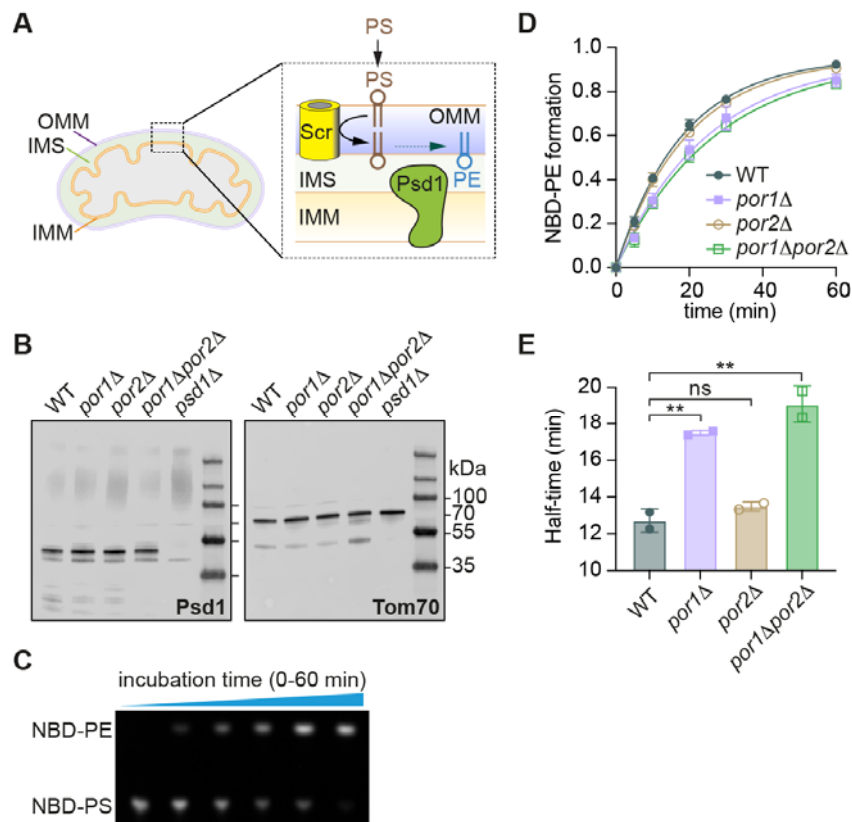 A
PS
PS
OMM
IMS
IMM
Scr
OMM
IMS
Psd1
PE
IMM
B
WT
por1Δ
por2Δ
por1Δpor2Δ
psd1Δ
Psd1
WT
por1Δ
por2Δ
por1Δpor2Δ
psd1Δ
kDa
100
70
55
35
Tom70
C
incubation time (0-60 min)
NBD-PE
NBD-PS
D
NBD-PE formation
1.0
0.8
0.6
0.4
0.2
0.0
WT
por1Δ
por2Δ
por1Δpor2Δ
0 20 40 60
time (min)
E
Half-time (min)
20
18
16
14
12
10
**
ns
**
WT
por1Δ
por2Δ
por1Δpor2Δ